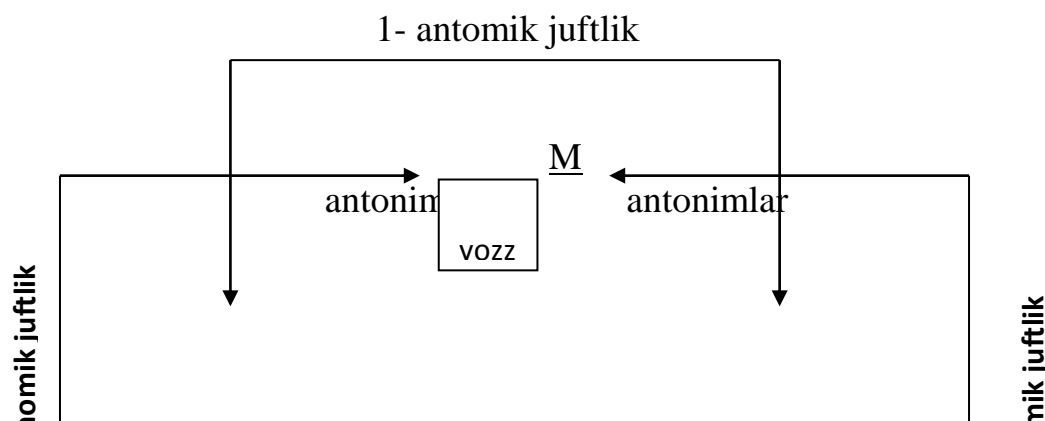 1- antomik juftlik
M
antonim
antonimlar
vozz
omik juftlik
mik juftlik